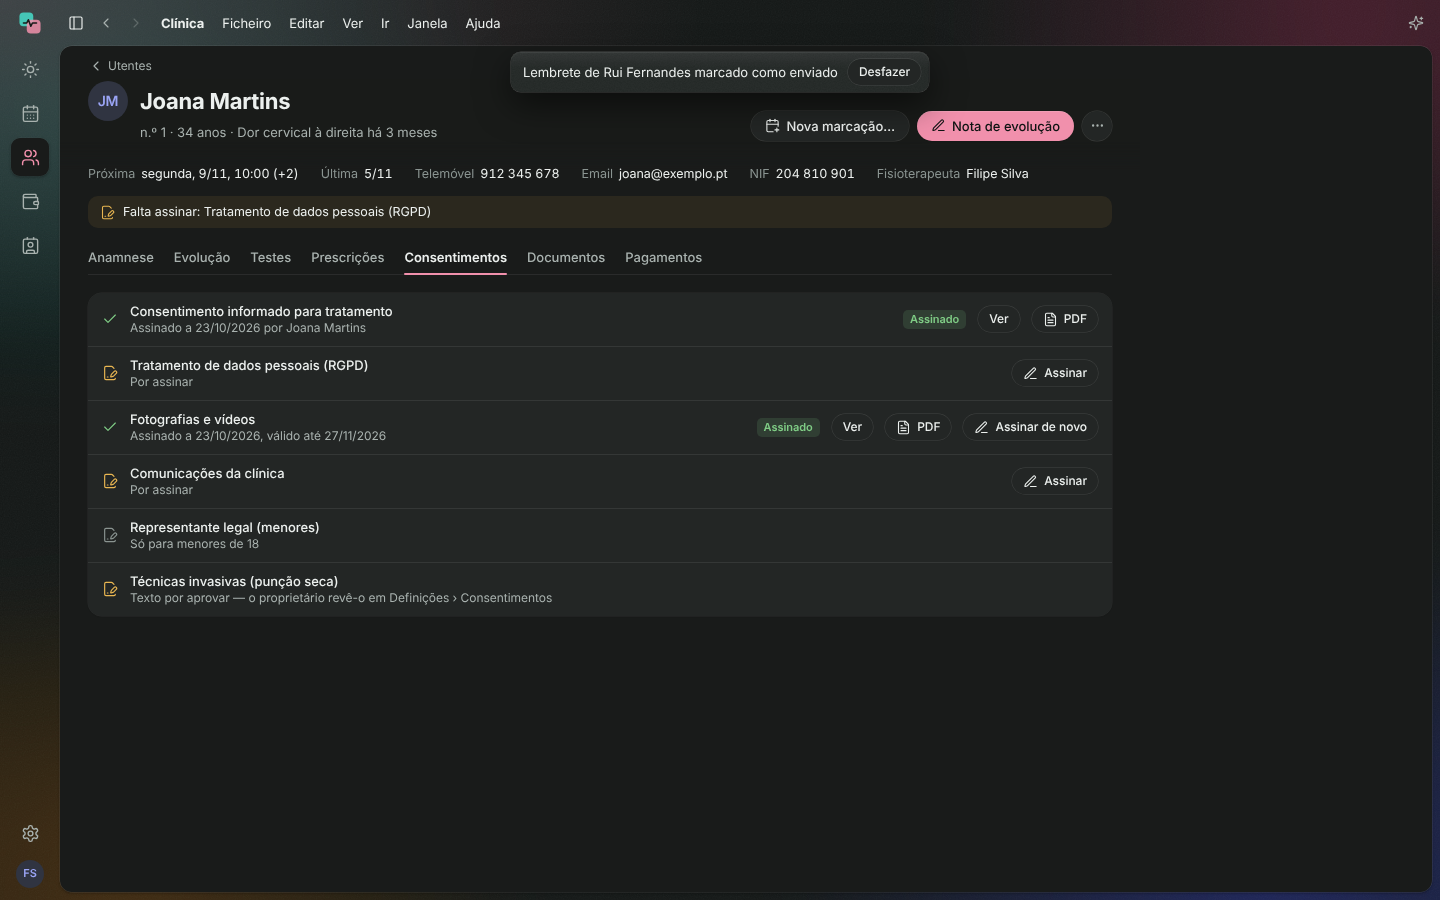 Clínica Ficheiro Editar Ver Ir Janela Ajuda
Utentes
Lembrete de Rui Fernandes marcado como enviado Desfazer
JM Joana Martins
n.º 1 · 34 anos · Dor cervical à direita há 3 meses
Nova marcação... Nota de evolução
Próxima segunda, 9/11, 10:00 (+2) Última 5/11 Telemóvel 912 345 678 Email joana@exemplo.pt NIF 204 810 901 Fisioterapeuta Filipe Silva
Falta assinar: Tratamento de dados pessoais (RGPD)
Anamnese Evolução Testes Prescrições Consentimentos Documentos Pagamentos
Consentimento informado para tratamento
Assinado a 23/10/2026 por Joana Martins
Assinado Ver PDF
Tratamento de dados pessoais (RGPD)
Por assinar
Assinar
Fotografias e vídeos
Assinado a 23/10/2026, válido até 27/11/2026
Assinado Ver PDF Assinar de novo
Comunicações da clínica
Por assinar
Assinar
Representante legal (menores)
Só para menores de 18
Técnicas invasivas (punção seca)
Texto por aprovar — o proprietário revê-o em Definições › Consentimentos
FS